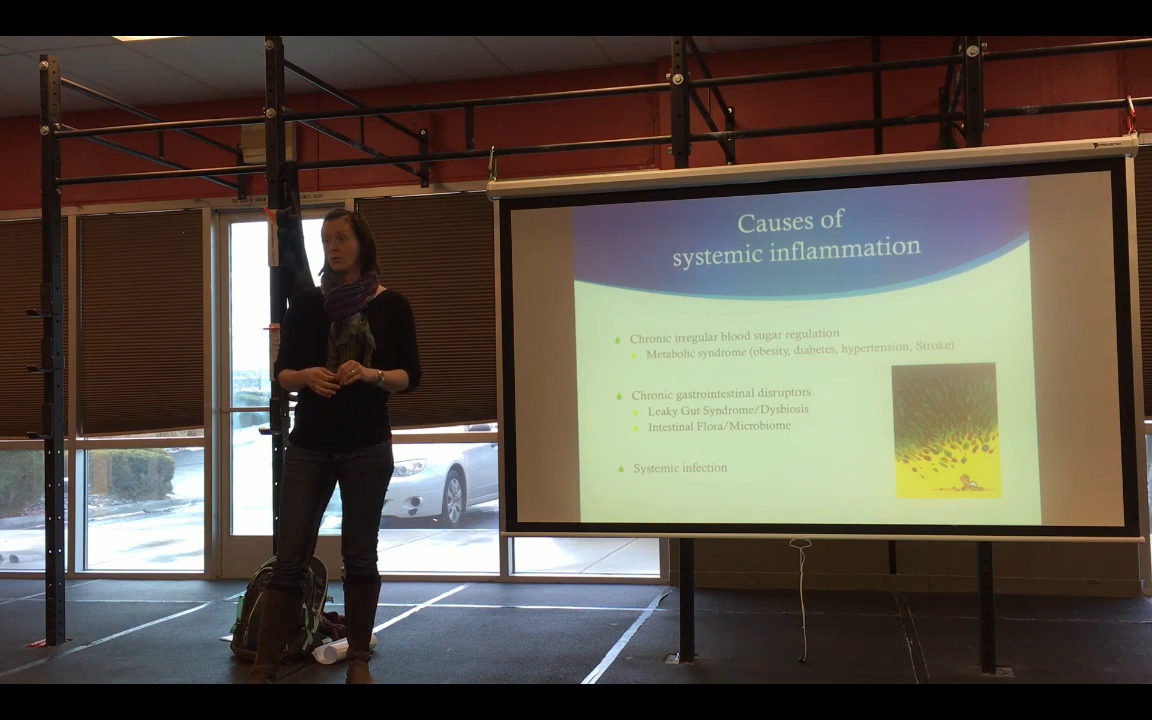 Causes of
systemic inflammation
Chronic irregular blood sugar regulation
Metabolic syndrome (obesity, diabetes, hypertension, Stroke)
Chronic gastrointestinal disruptors
Leaky Gut Syndrome/Dysbiosis
Intestinal Flora/Microbiome
Systemic infection